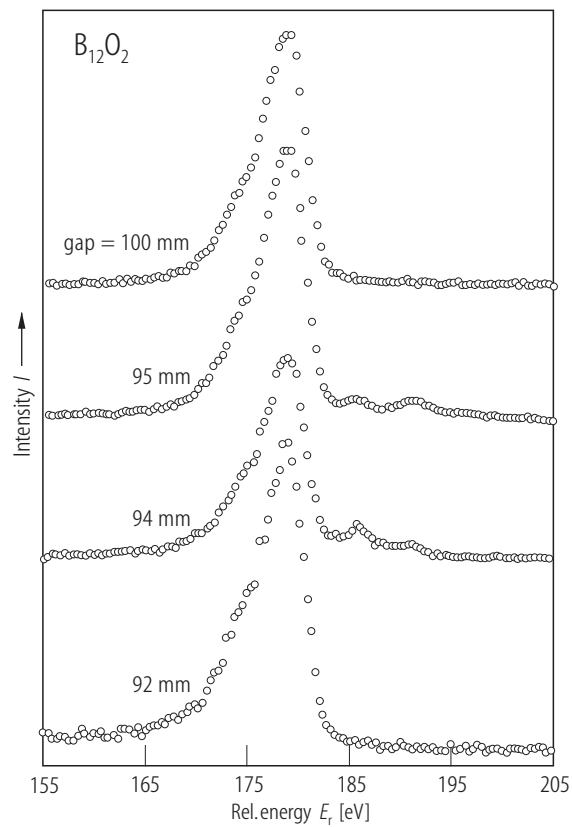 B₁₂O₂
gap = 100 mm
95 mm
94 mm
92 mm
Intensity I
155 165 175 185 195 205
Rel. energy Eᵣ [eV]